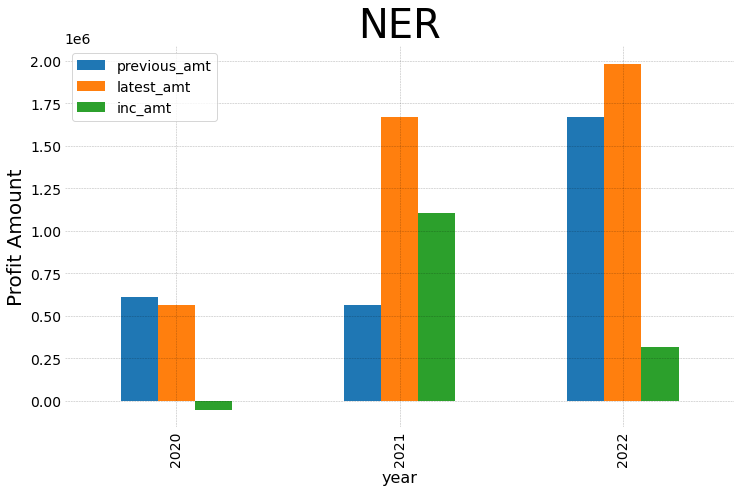 NER
1e6
previous_amt
latest_amt
inc_amt
Profit Amount
2.00
1.75
1.50
1.25
1.00
0.75
0.50
0.25
0.00
2020
2021
2022
year